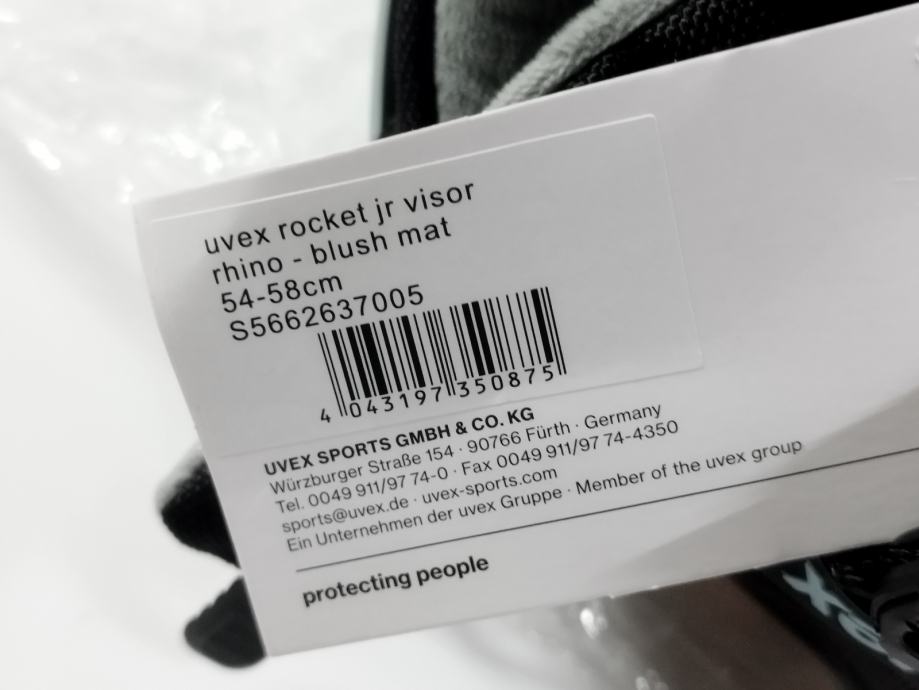 uvex rocket jr visor
rhino - blush mat
54-58cm
S5662637005
4 043197 350875
UVEX SPORTS GMBH & CO. KG
Würzburger Straße 154 · 90766 Fürth · Germany
Tel. 0049 911/97 74-0 · Fax 0049 911/97 74-4350
sports@uvex.de · uvex-sports.com
Ein Unternehmen der uvex Gruppe · Member of the uvex group
protecting people